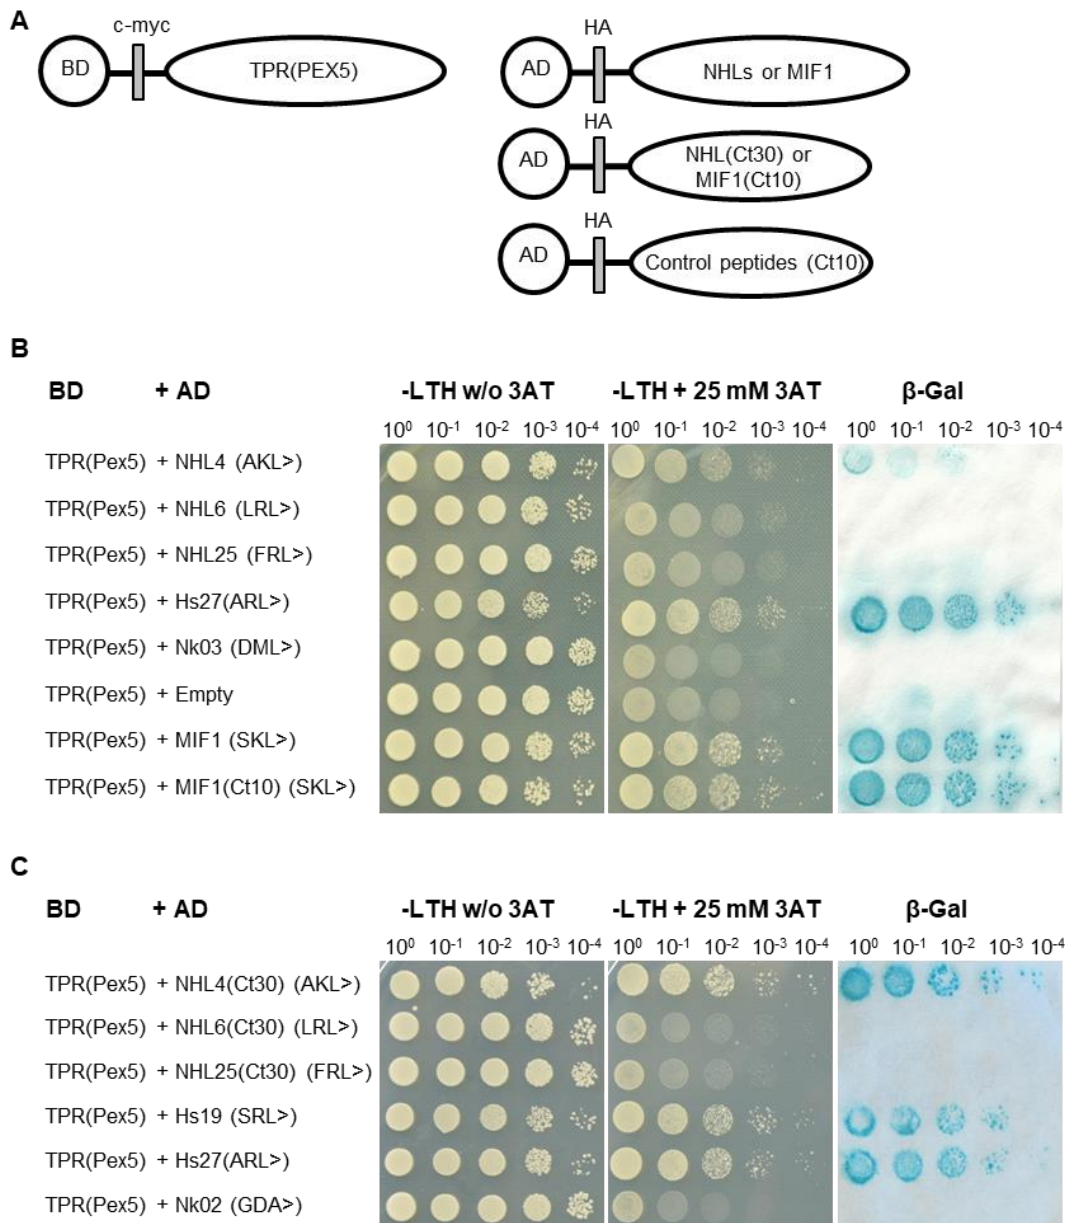 A
c-myc
BD
TPR(PEX5)
HA
AD
NHLs or MIF1
HA
AD
NHL(Ct30) or
MIF1(Ct10)
HA
AD
Control peptides (Ct10)
B
BD + AD -LTH w/o 3AT -LTH + 25 mM 3AT β-Gal
10⁰ 10⁻¹ 10⁻² 10⁻³ 10⁻⁴ 10⁰ 10⁻¹ 10⁻² 10⁻³ 10⁻⁴ 10⁰ 10⁻¹ 10⁻² 10⁻³ 10⁻⁴
TPR(Pex5) + NHL4 (AKL>)
TPR(Pex5) + NHL6 (LRL>)
TPR(Pex5) + NHL25 (FRL>)
TPR(Pex5) + Hs27(ARL>)
TPR(Pex5) + Nk03 (DML>)
TPR(Pex5) + Empty
TPR(Pex5) + MIF1 (SKL>)
TPR(Pex5) + MIF1(Ct10) (SKL>)
C
BD + AD -LTH w/o 3AT -LTH + 25 mM 3AT β-Gal
10⁰ 10⁻¹ 10⁻² 10⁻³ 10⁻⁴ 10⁰ 10⁻¹ 10⁻² 10⁻³ 10⁻⁴ 10⁰ 10⁻¹ 10⁻² 10⁻³ 10⁻⁴
TPR(Pex5) + NHL4(Ct30) (AKL>)
TPR(Pex5) + NHL6(Ct30) (LRL>)
TPR(Pex5) + NHL25(Ct30) (FRL>)
TPR(Pex5) + Hs19 (SRL>)
TPR(Pex5) + Hs27(ARL>)
TPR(Pex5) + Nk02 (GDA>)